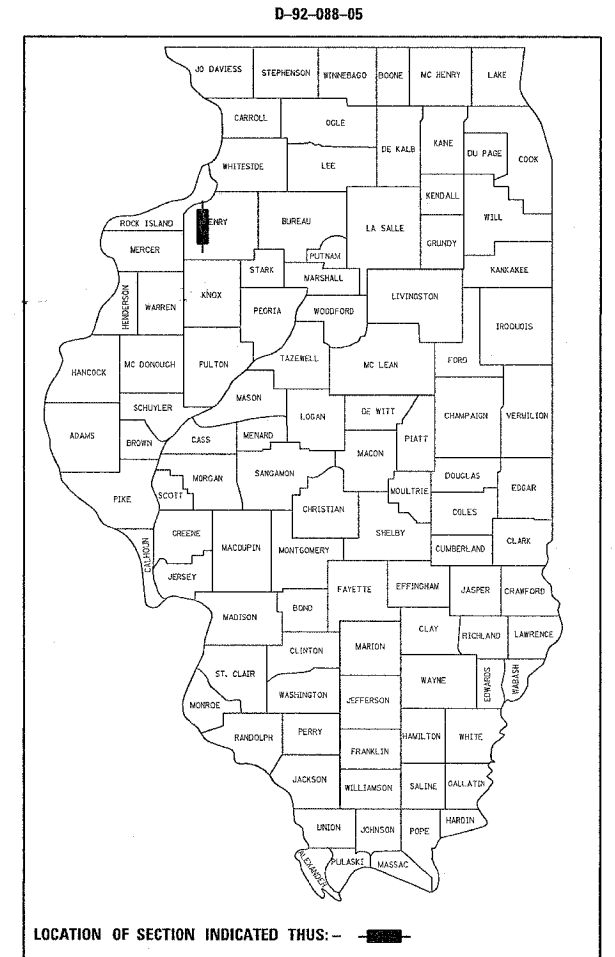 D-92-088-05
JO DAVIESS STEPHENSON WINNEBAGO BOONE MC HENRY LAKE
CARROLL OGLE DE KALB KANE DU PAGE COOK
WHITESIDE LEE KENDALL WILL
ROCK ISLAND ENRY BUREAU LA SALLE GRUNDY
MERCER PUTNAM KANKAKEE
HENDERSON WARREN KNOX STARK MARSHALL LIVINGSTON IROQUOIS
PEORIA WOODFORD
HANCOCK MC DONOUGH FULTON TAZEWELL MC LEAN FORD
MASON
SCHUYLER LOGAN DE WITT CHAMPAIGN VERMILION
ADAMS BROWN CASS MENARD MACON PIATT
PIKE SCOTT MORGAN SANGAMON MOULTRIE DOUGLAS EDGAR
CHRISTIAN COLES
CALHOUN GREENE MACOUPIN MONTGOMERY SHELBY CUMBERLAND CLARK
JERSEY FAYETTE EFFINGHAM JASPER CRAWFORD
MADISON BOND CLAY RICHLAND LAWRENCE
CLINTON MARION
ST. CLAIR WASHINGTON WAYNE EDWARDS WABASH
MONROE JEFFERSON
RANDOLPH PERRY HAMILTON WHITE
FRANKLIN
JACKSON WILLIAMSON SALINE GALLATIN
UNION JOHNSON POPE HARDIN
ALEXANDER PULASKI MASSAC
LOCATION OF SECTION INDICATED THUS:-